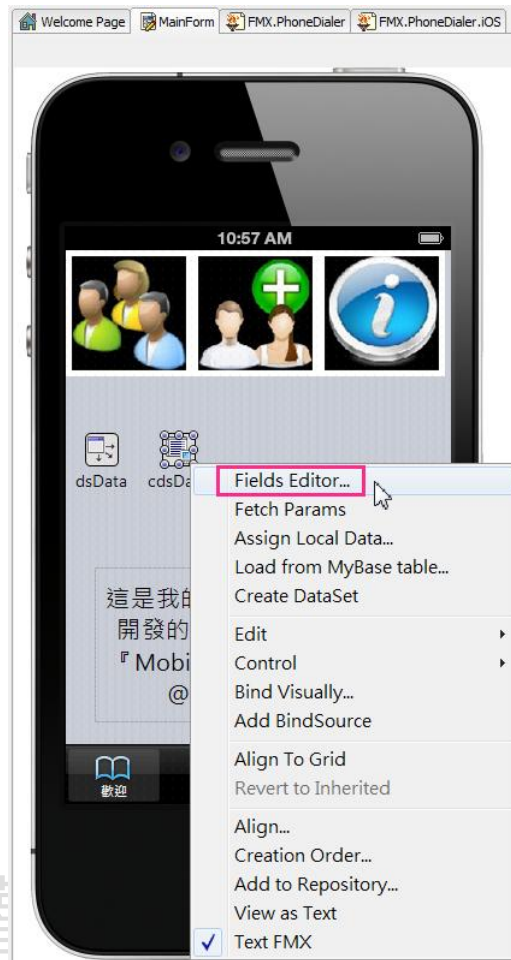 Welcome Page MainForm FMX.PhoneDialer FMX.PhoneDialer.iOS
10:57 AM
dsData cdsDa
Fields Editor...
Fetch Params
Assign Local Data...
Load from MyBase table...
Create DataSet
Edit
Control
Bind Visually...
Add BindSource
Align To Grid
Revert to Inherited
Align...
Creation Order...
Add to Repository...
View as Text
Text FMX
這是我的
開發的
『Mobi
@
歡迎